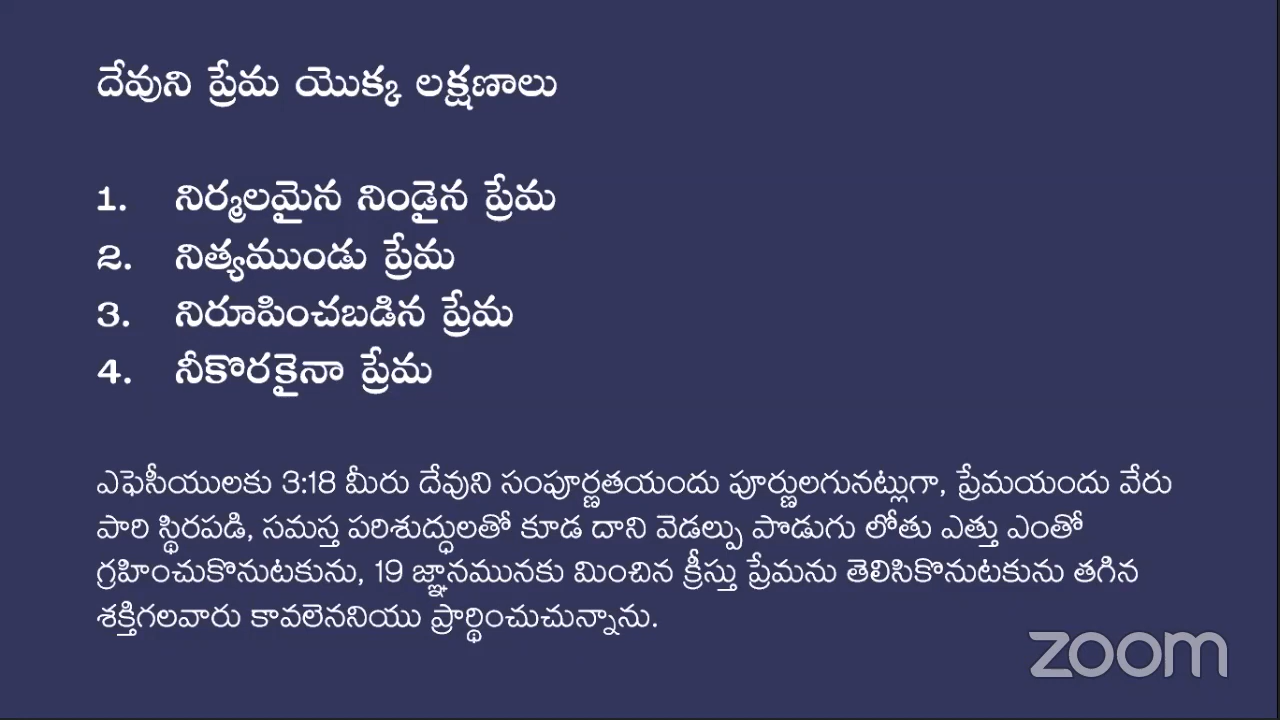 దేవుని ప్రేమ యొక్క లక్షణాలు
1. నిర్మలమైన నిండైన ప్రేమ
2. నిత్యముండు ప్రేమ
3. నిరూపించబడిన ప్రేమ
4. నీకొరకైనా ప్రేమ
ఎఫెసీయులకు 3:18 మీరు దేవుని సంపూర్ణతయందు పూర్ణులగునట్లుగా, ప్రేమయందు వేరు
పారి స్థిరపడి, సమస్త పరిశుద్ధులతో కూడ దాని వెడల్పు పొడుగు లోతు ఎత్తు ఎంతో
గ్రహించుకొనుటకును, 19 జ్ఞానమునకు మించిన క్రీస్తు ప్రేమను తెలిసికొనుటకును తగిన
శక్తిగలవారు కావలెననియు ప్రార్థించుచున్నాను.
zoom